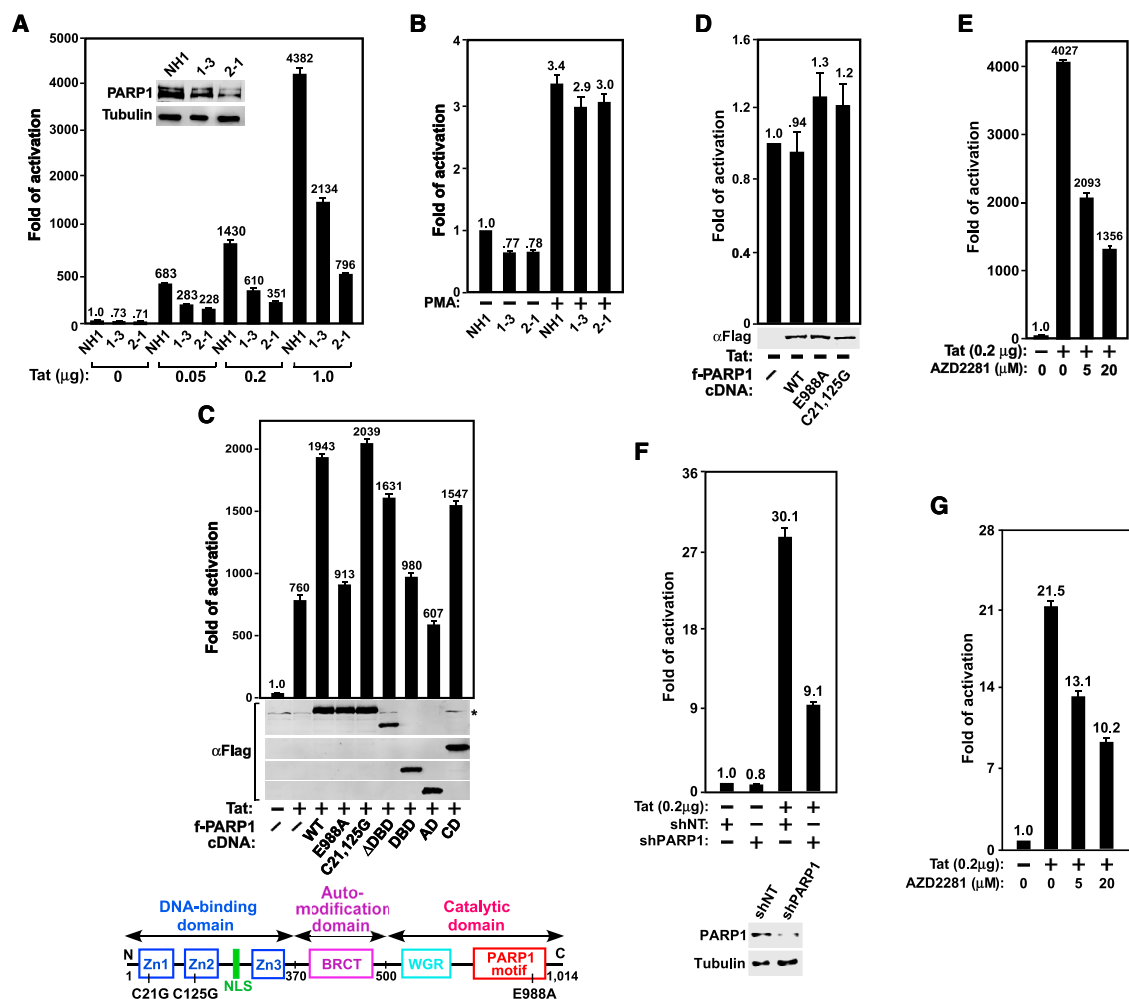 A
Fold of activation
5000
4000
3000
2000
1000
500
0
NH1 1-3 2-1
PARP1
Tubulin
1.0 .73 .71
683 283 228
1430 610 351
4382 2134 796
NH1 1-3 2-1 NH1 1-3 2-1 NH1 1-3 2-1 NH1 1-3 2-1
Tat (μg): 0 0.05 0.2 1.0
B
Fold of activation
4
3
2
1
0
1.0 .77 .78 3.4 2.9 3.0
PMA: – – – + + +
NH1 1-3 2-1 NH1 1-3 2-1
D
Fold of activation
1.6
1.2
0.8
0.4
0
1.0 .94 1.3 1.2
αFlag
Tat: – – – –
f-PARP1
cDNA:
– WT E988A C21,125G
E
Fold of activation
4000
3000
4000
1000
0
1.0 4027 2093 1356
Tat (0.2 μg) – + + +
AZD2281 (μM) 0 0 5 20
C
Fold of activation
2000
1500
1000
500
0
1.0 760 1943 913 2039 1631 980 607 1547
*
αFlag
Tat: – + + + + + + + +
f-PARP1
cDNA:
– – WT E988A C21,125G ΔDBD DBD AD CD
DNA-binding
domain
Auto-
modification
domain
Catalytic
domain
N Zn1 Zn2 Zn3 BRCT WGR PARP1
motif C
1 NLS 370 500 1,014
C21G C125G E988A
F
Fold of activation
36
27
18
9
0
1.0 0.8 30.1 9.1
Tat (0.2μg): – – + +
shNT: + – + –
shPARP1: – + – +
shNT shPARP1
PARP1
Tubulin
G
Fold of activation
28
21
14
7
0
1.0 21.5 13.1 10.2
Tat (0.2μg) – + + +
AZD2281 (μM) 0 0 5 20